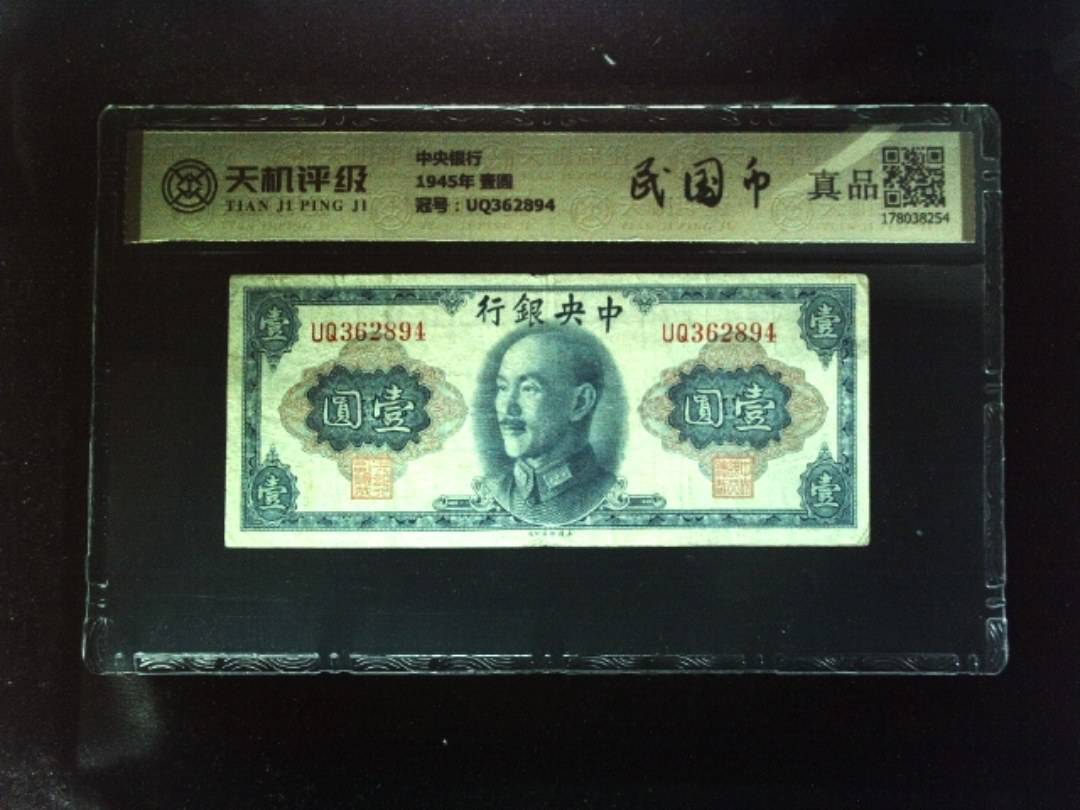 天机评级
TIAN JI PING JI
中央银行
1945年 壹圆
冠号：UQ362894
民国币
真品
178038254
行銀央中
UQ362894
UQ362894
壹
壹
圓壹
圓壹
壹
壹